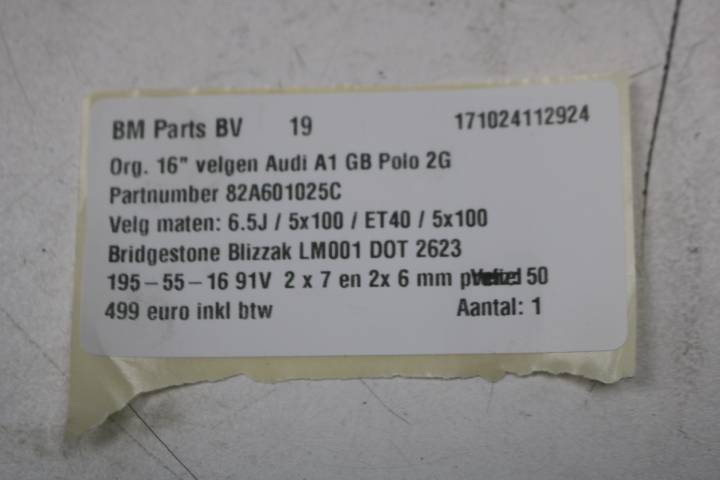 BM Parts BV 19 171024112924
Org. 16" velgen Audi A1 GB Polo 2G
Partnumber 82A601025C
Velg maten: 6.5J / 5x100 / ET40 / 5x100
Bridgestone Blizzak LM001 DOT 2623
195-55-16 91V 2 x 7 en 2x 6 mm 50
499 euro inkl btw Aantal: 1